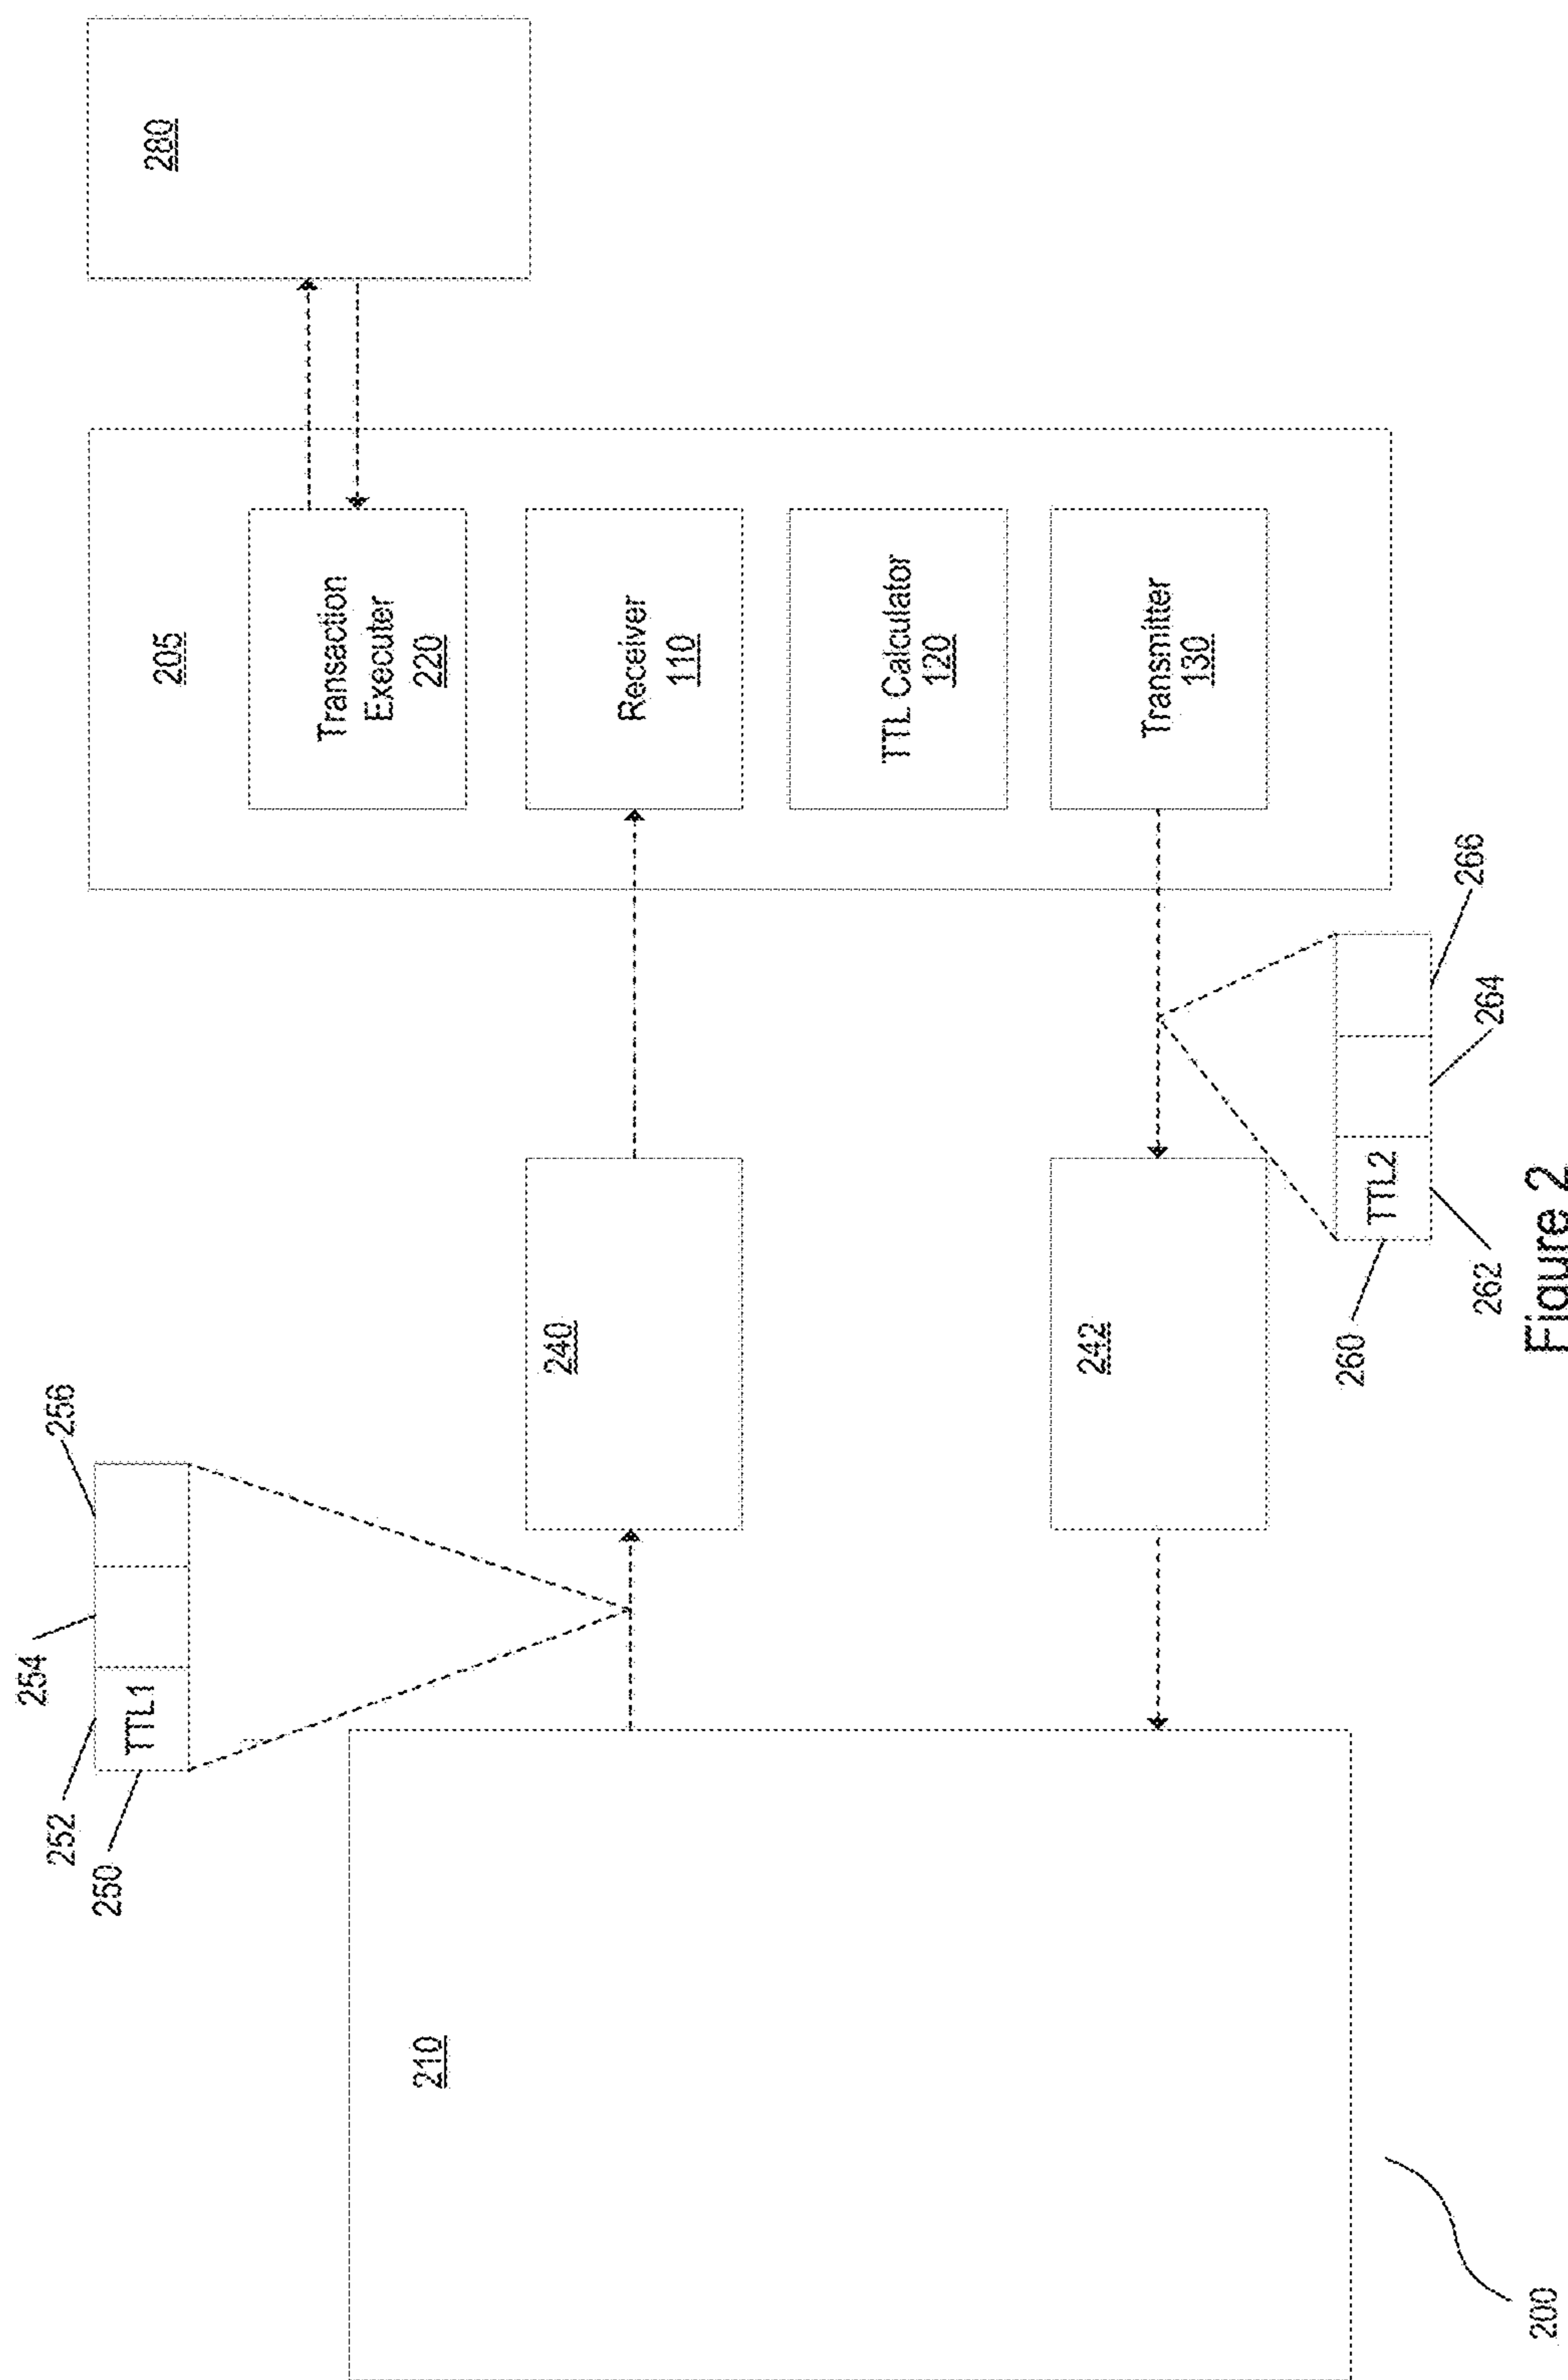 254
256
252
250
TTL1
280
205
Transaction
Executer
220
210
240
Receiver
110
TTL Calculator
120
242
Transmitter
130
260
TTL2
262
264
266
200
Figure 2